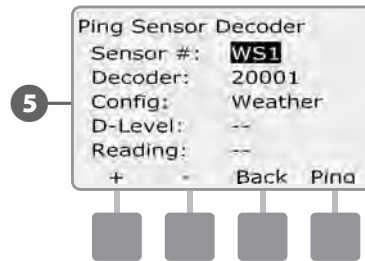 Ping Sensor Decoder
Sensor #: WS1
Decoder: 20001
5
Config: Weather
D-Level: --
Reading: --
+ - Back Ping